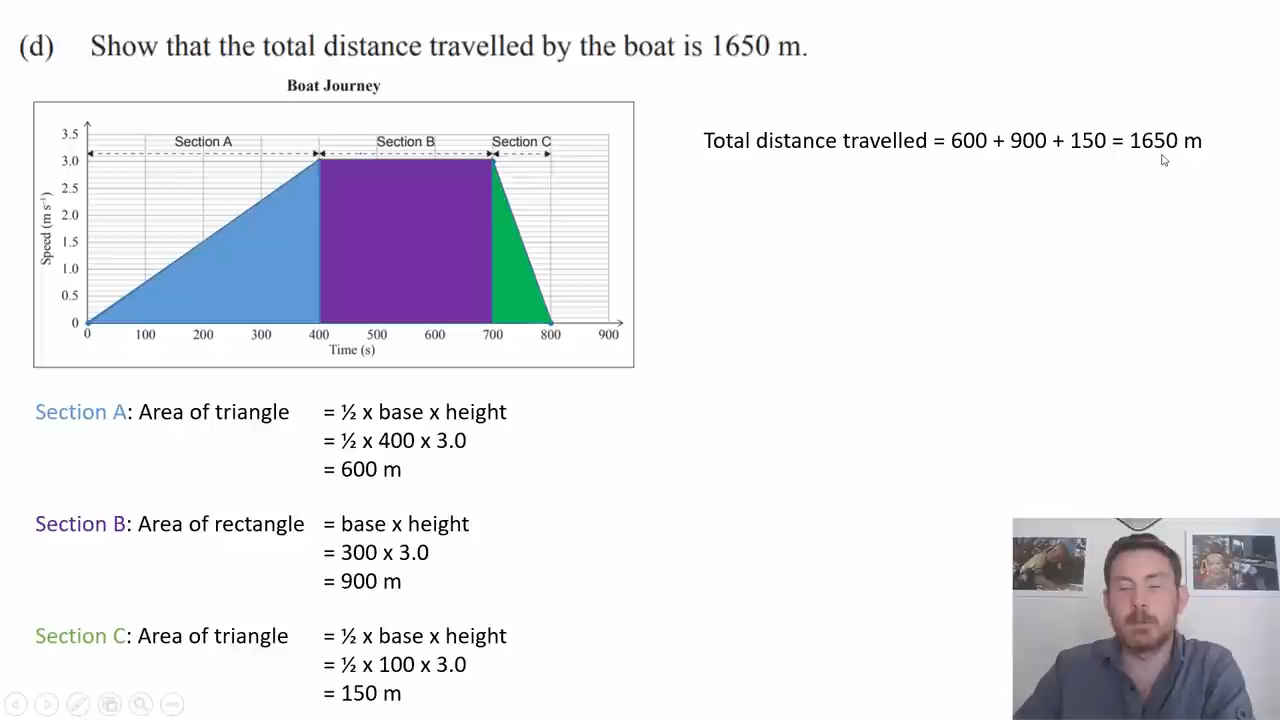 (d) Show that the total distance travelled by the boat is 1650 m.
Boat Journey
Total distance travelled = 600 + 900 + 150 = 1650 m
Section A Section B Section C
3.5
3.0
2.5
2.0
1.5
1.0
0.5
0
Speed (m s⁻¹)
0 100 200 300 400 500 600 700 800 900
Time (s)
Section A: Area of triangle = ½ x base x height
= ½ x 400 x 3.0
= 600 m
Section B: Area of rectangle = base x height
= 300 x 3.0
= 900 m
Section C: Area of triangle = ½ x base x height
= ½ x 100 x 3.0
= 150 m